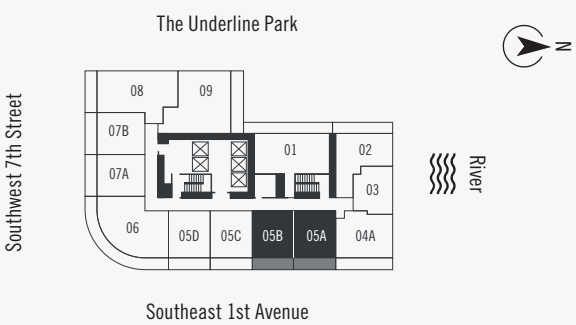 The Underline Park
N
Southwest 7th Street
River
08
09
07B
01
02
07A
03
06
05D
05C
05B
05A
04A
Southeast 1st Avenue